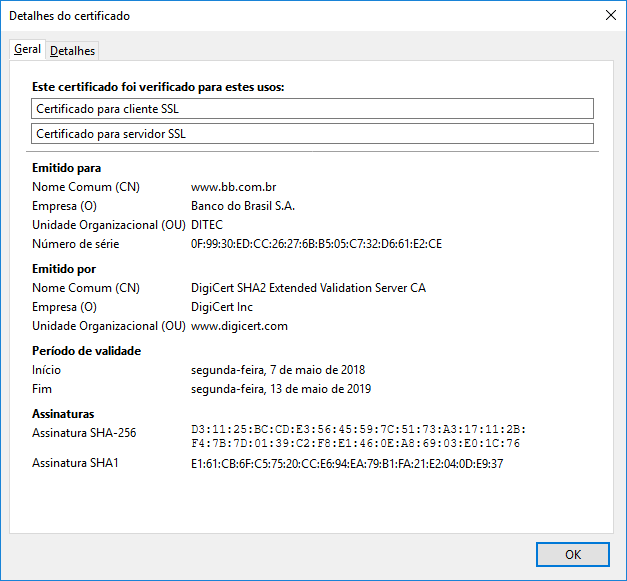 Detalhes do certificado
Geral
Detalhes
Este certificado foi verificado para estes usos:
Certificado para cliente SSL
Certificado para servidor SSL
Emitido para
Nome Comum (CN) www.bb.com.br
Empresa (O) Banco do Brasil S.A.
Unidade Organizacional (OU) DITEC
Número de série 0F:99:30:ED:CC:26:27:6B:B5:05:C7:32:D6:61:E2:CE
Emitido por
Nome Comum (CN) DigiCert SHA2 Extended Validation Server CA
Empresa (O) DigiCert Inc
Unidade Organizacional (OU) www.digicert.com
Período de validade
Início segunda-feira, 7 de maio de 2018
Fim segunda-feira, 13 de maio de 2019
Assinaturas
Assinatura SHA-256 D3:11:25:BC:CD:E3:56:45:59:7C:51:73:A3:17:11:2B:
F4:7B:7D:01:39:C2:F8:E1:46:0E:A8:69:03:E0:1C:76
Assinatura SHA1 E1:61:CB:6F:C5:75:20:CC:E6:94:EA:79:B1:FA:21:E2:04:0D:E9:37
OK